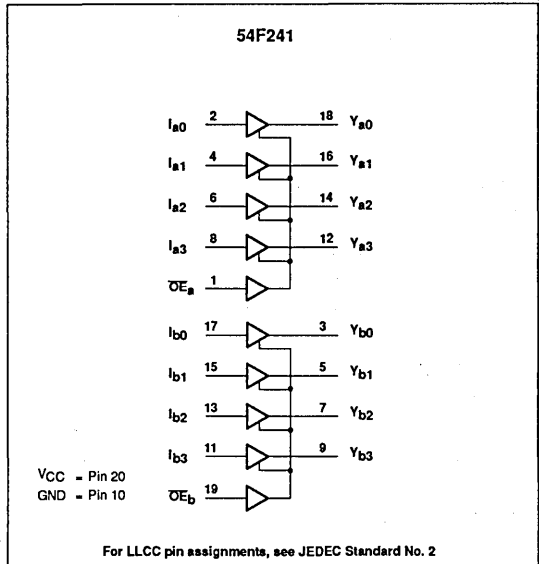 54F241
Ia0 2 18 Ya0
Ia1 4 16 Ya1
Ia2 6 14 Ya2
Ia3 8 12 Ya3
O̅E̅a 1
Ib0 17 3 Yb0
Ib1 15 5 Yb1
Ib2 13 7 Yb2
Ib3 11 9 Yb3
VCC = Pin 20
GND = Pin 10
O̅E̅b 19
For LLCC pin assignments, see JEDEC Standard No. 2